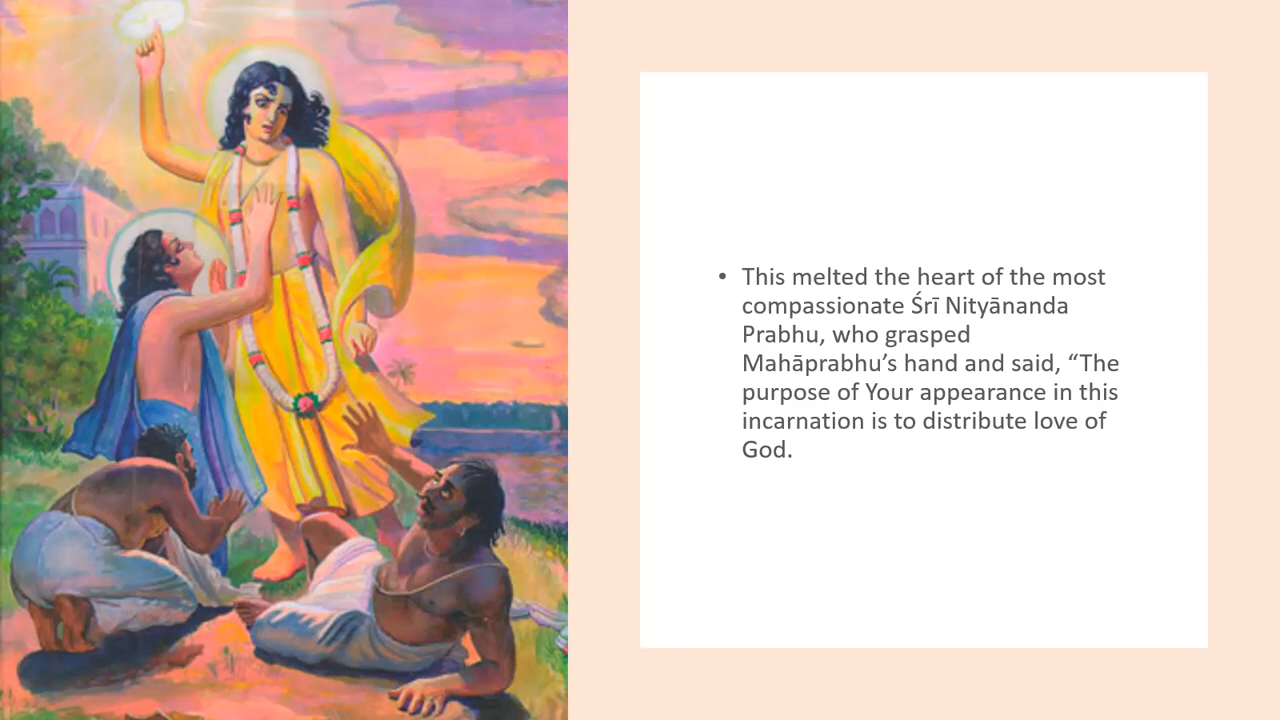 • This melted the heart of the most
compassionate Śrī Nityānanda
Prabhu, who grasped
Mahāprabhu’s hand and said, “The
purpose of Your appearance in this
incarnation is to distribute love of
God.